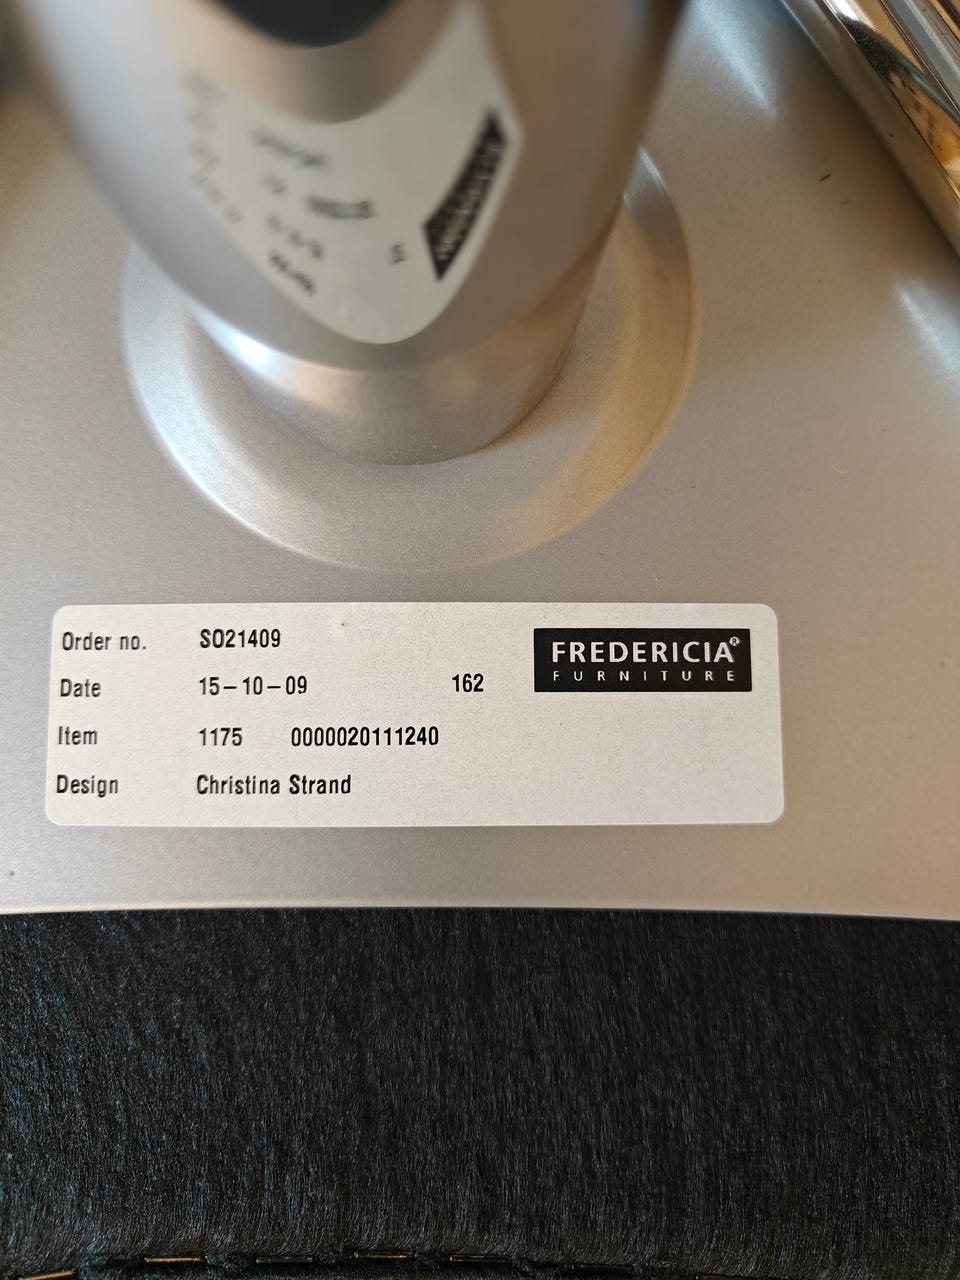 Order no. SO21409
Date 15-10-09 162
Item 1175 0000020111240
Design Christina Strand
FREDERICIA®
FURNITURE